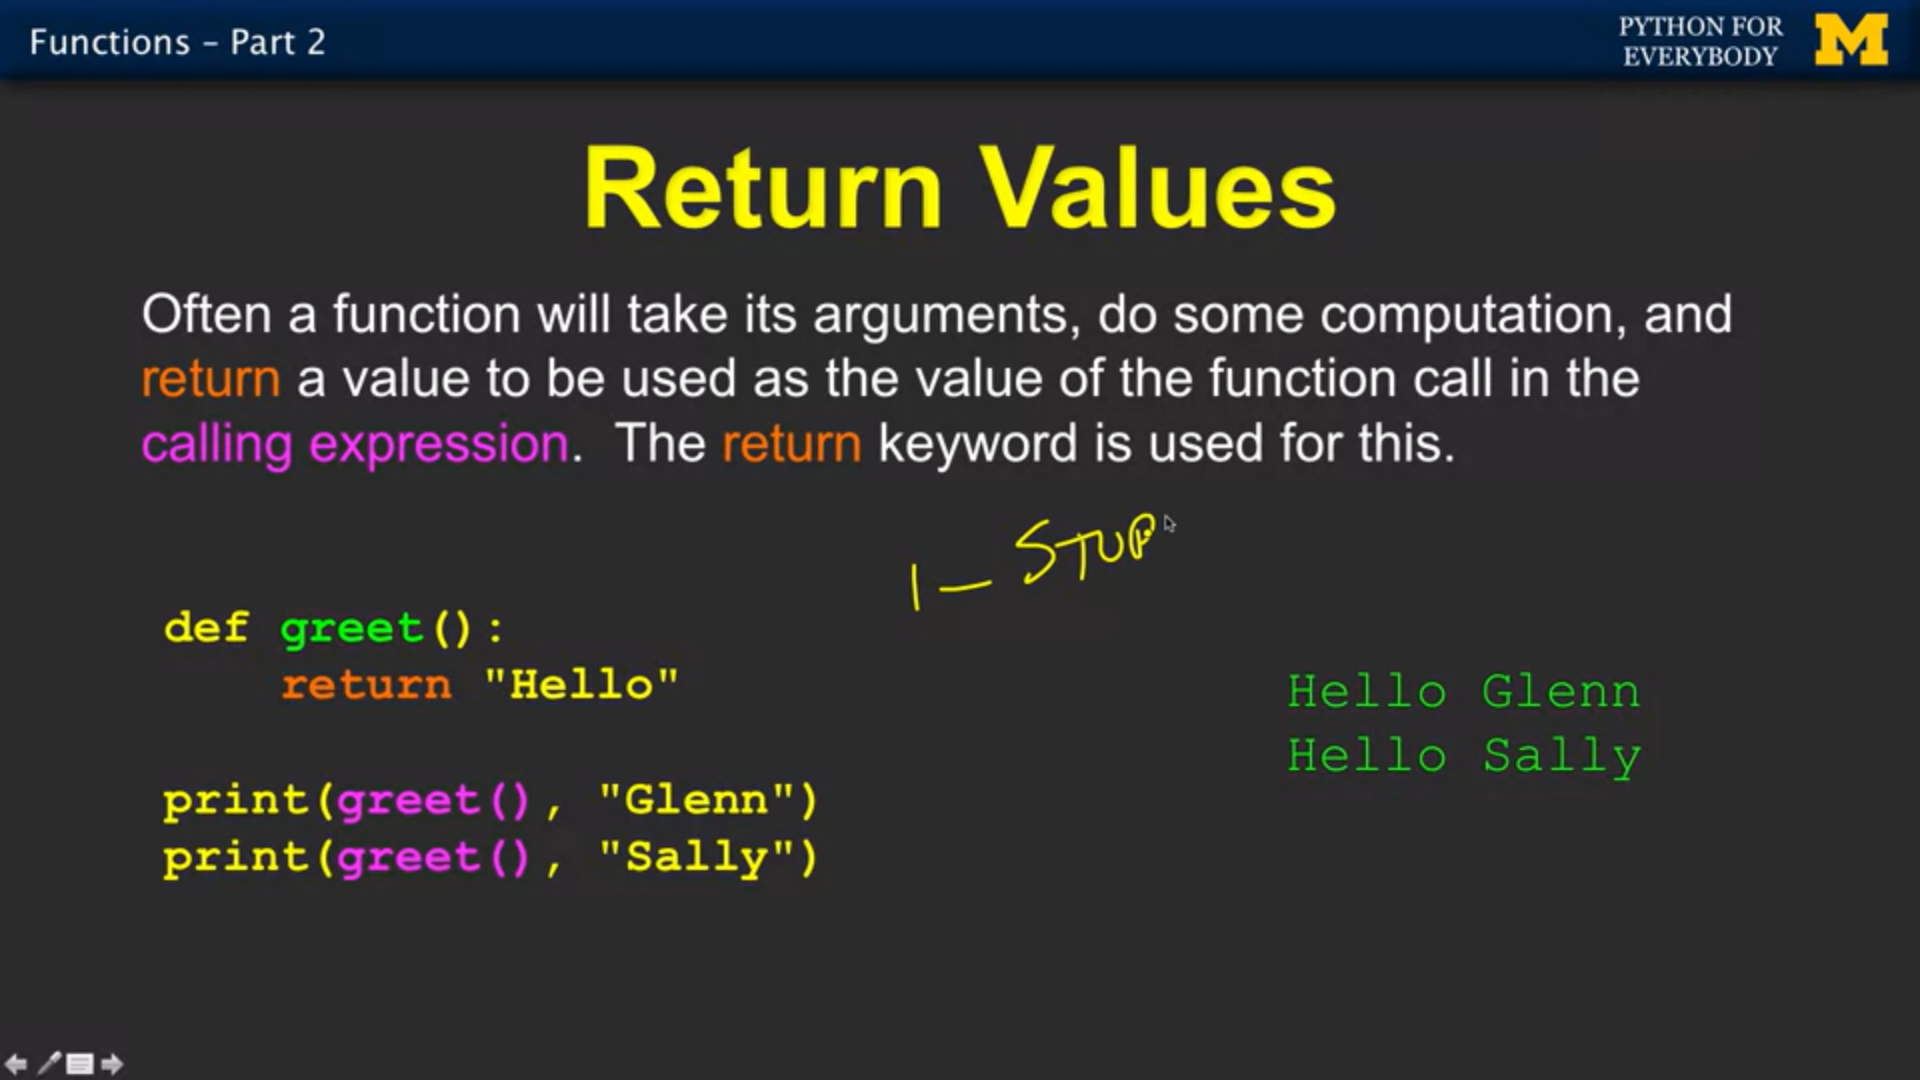 Functions – Part 2
PYTHON FOR
EVERYBODY
M
Return Values
Often a function will take its arguments, do some computation, and
return a value to be used as the value of the function call in the
calling expression.  The return keyword is used for this.
1 – STOP
def greet():
    return "Hello"
print(greet(), "Glenn")
print(greet(), "Sally")
Hello Glenn
Hello Sally